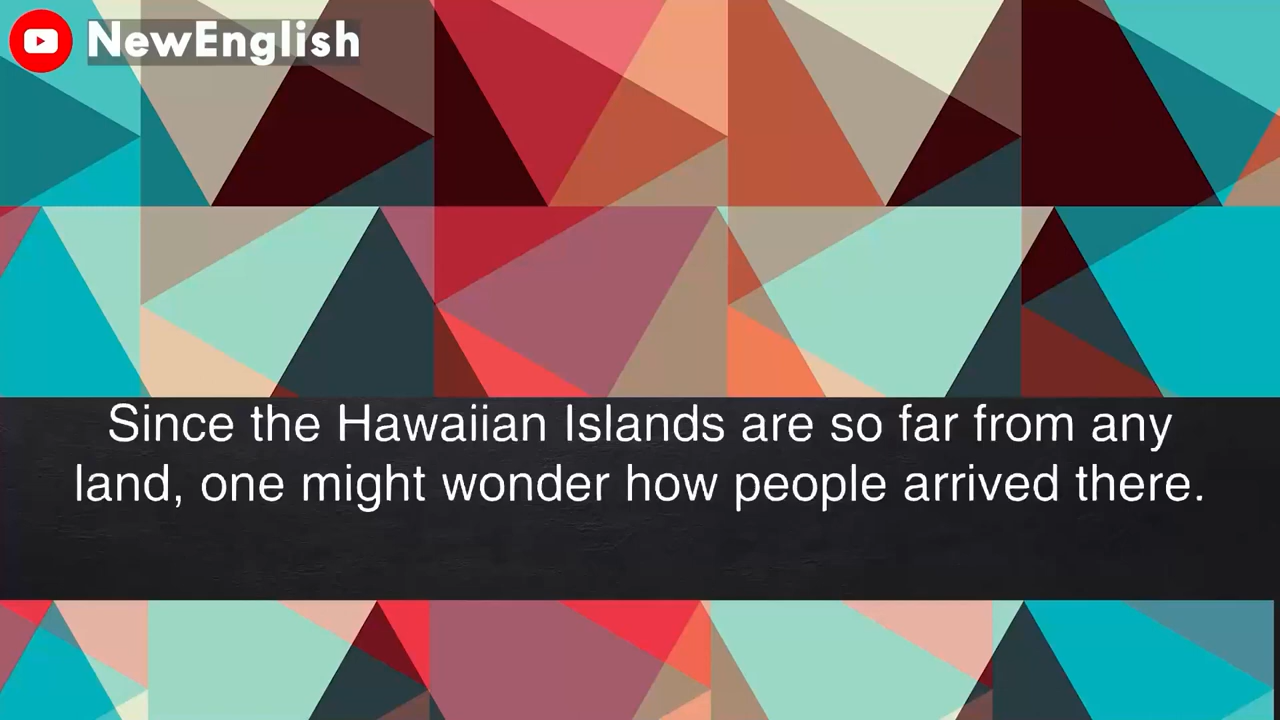 NewEnglish
Since the Hawaiian Islands are so far from any
land, one might wonder how people arrived there.